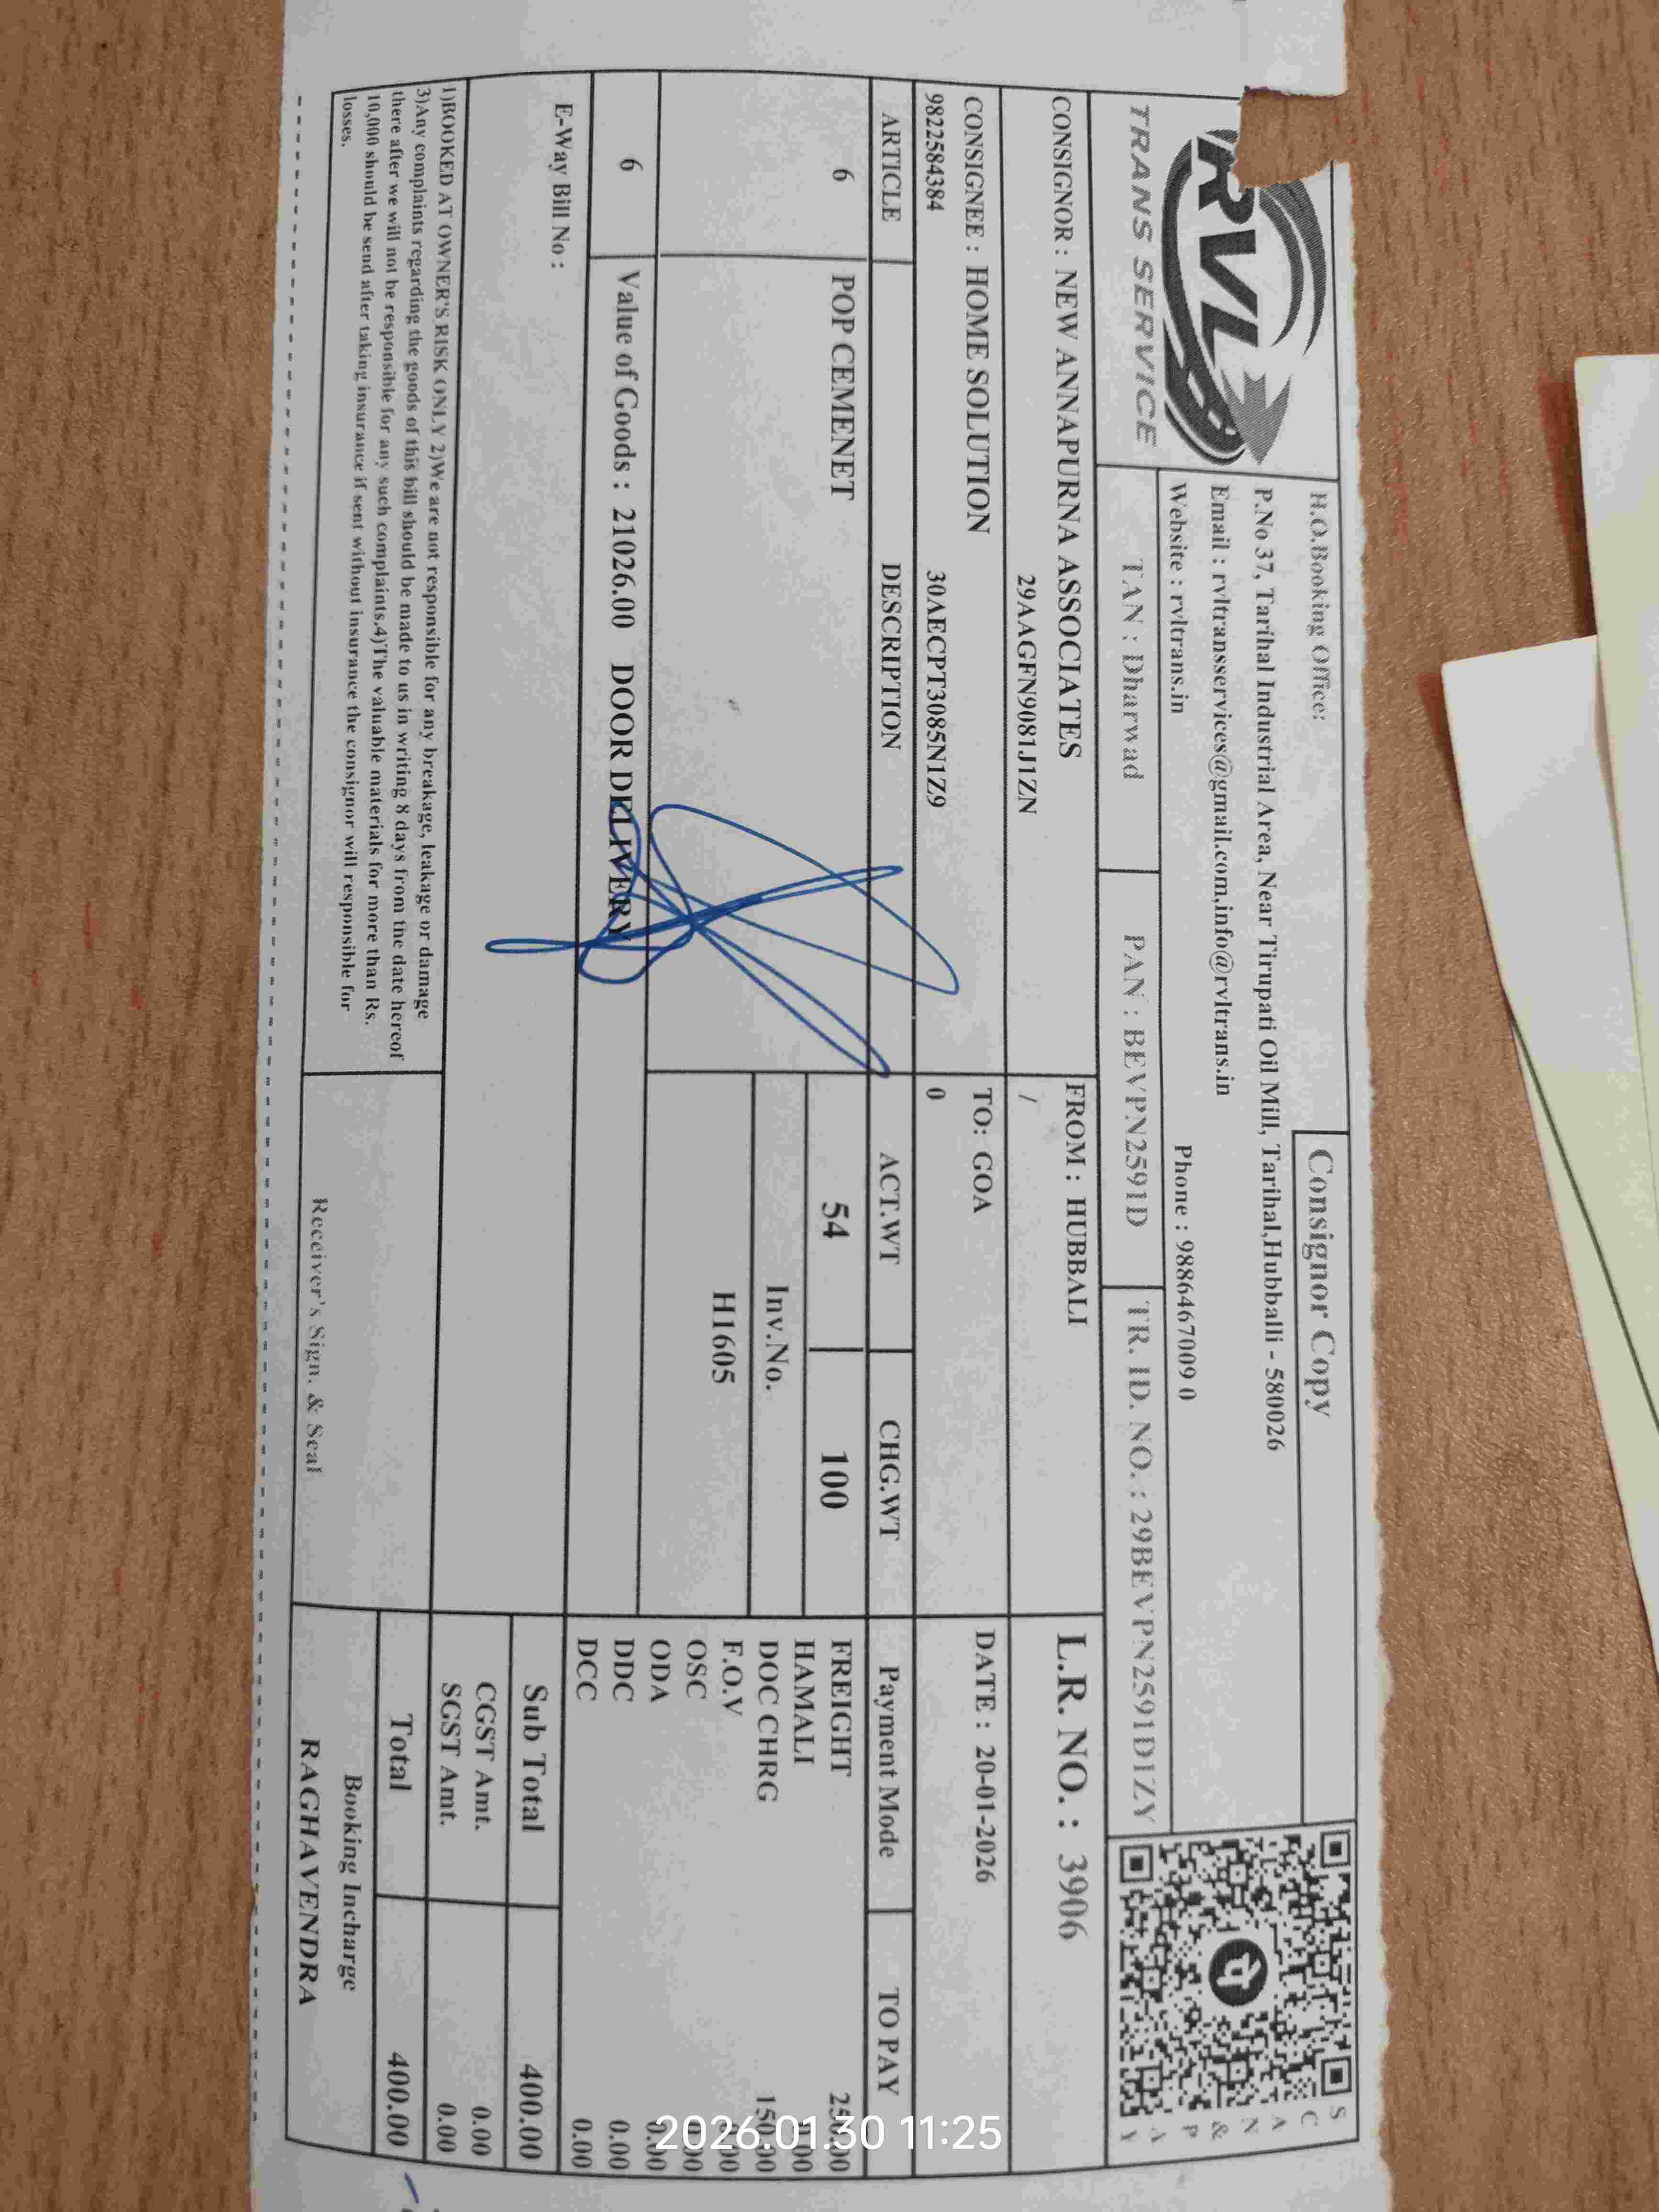 Consignor Copy
RVL
TRANS SERVICE
H.O.Booking Office:
P.No 37, Tarihal Industrial Area, Near Tirupati Oil Mill, Tarihal,Hubballi - 580026
Email : rvltransservices@gmail.com,info@rvltrans.in
Website : rvltrans.in Phone : 9886467009 0
SCAN & PAY
TAN : Dharwad PAN : BEVPN2591D TR. ID. NO. : 29BEVPN2591D1ZY
CONSIGNOR : NEW ANNAPURNA ASSOCIATES FROM : HUBBALI L.R. NO. : 3906
29AAGFN9081J1ZN /
CONSIGNEE : HOME SOLUTION TO: GOA DATE : 20-01-2026
9822584384 30AECPT3085N1Z9 0
ARTICLE DESCRIPTION ACT.WT CHG.WT Payment Mode TO PAY
6 POP CEMENET 54 100 FREIGHT
HAMALI
Inv.No. DOC CHRG
H1605 F.O.V
OSC
ODA 0.00
6 Value of Goods : 21026.00 DOOR DELIVERY DDC 0.00
DCC 0.00
E-Way Bill No :
Sub Total 400.00
CGST Amt. 0.00
SGST Amt. 0.00
Total 400.00
1)BOOKED AT OWNER'S RISK ONLY 2)We are not responsible for any breakage, leakage or damage
3)Any complaints regarding the goods of this bill should be made to us in writing 8 days from the date hereof
there after we will not be responsible for any such complaints.4)The valuable materials for more than Rs.
10,000 should be send after taking insurance if sent without insurance the consignor will responsible for
losses.
Receiver's Sign. & Seal
Booking Incharge
RAGHAVENDRA
2026.01.30 11:25